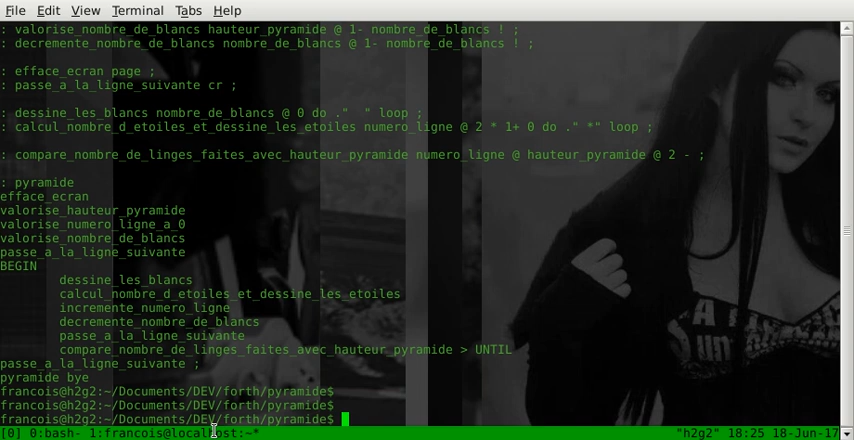 File Edit View Terminal Tabs Help
: valorise_nombre_de_blancs hauteur_pyramide @ 1- nombre_de_blancs ! ;
: decremente_nombre_de_blancs nombre_de_blancs @ 1- nombre_de_blancs ! ;
: efface_ecran page ;
: passe_a_la_ligne_suivante cr ;
: dessine_les_blancs nombre_de_blancs @ 0 do ."  " loop ;
: calcul_nombre_d_etoiles_et_dessine_les_etoiles numero_ligne @ 2 * 1+ 0 do ." *" loop ;
: compare_nombre_de_linges_faites_avec_hauteur_pyramide numero_ligne @ hauteur_pyramide @ 2 - ;
: pyramide
efface_ecran
valorise_hauteur_pyramide
valorise_numero_ligne_a_0
valorise_nombre_de_blancs
passe_a_la_ligne_suivante
BEGIN
dessine_les_blancs
calcul_nombre_d_etoiles_et_dessine_les_etoiles
incremente_numero_ligne
decremente_nombre_de_blancs
passe_a_la_ligne_suivante
compare_nombre_de_linges_faites_avec_hauteur_pyramide > UNTIL
passe_a_la_ligne_suivante ;
pyramide bye
francois@h2g2:~/Documents/DEV/forth/pyramide$
francois@h2g2:~/Documents/DEV/forth/pyramide$
francois@h2g2:~/Documents/DEV/forth/pyramide$
[0] 0:bash- 1:francois@localhost:~* "h2g2" 18:25 18-Jun-17